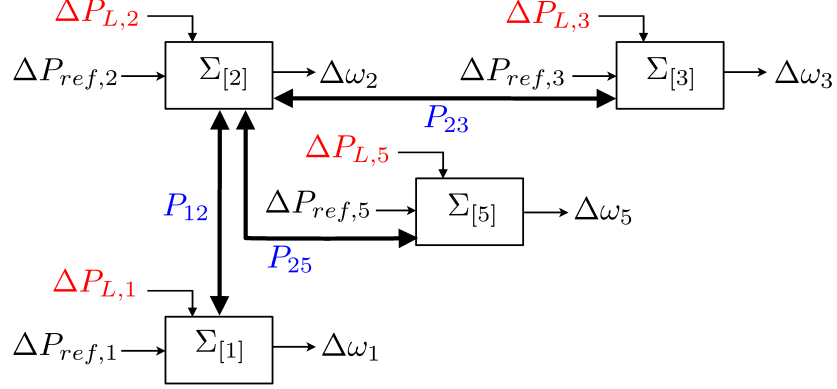 ΔP_{L,2}
ΔP_{L,3}
ΔP_{ref,2} Σ_{[2]} Δω_2 ΔP_{ref,3} Σ_{[3]} Δω_3
P_{23}
ΔP_{L,5}
P_{12} ΔP_{ref,5} Σ_{[5]} Δω_5
P_{25}
ΔP_{L,1}
ΔP_{ref,1} Σ_{[1]} Δω_1